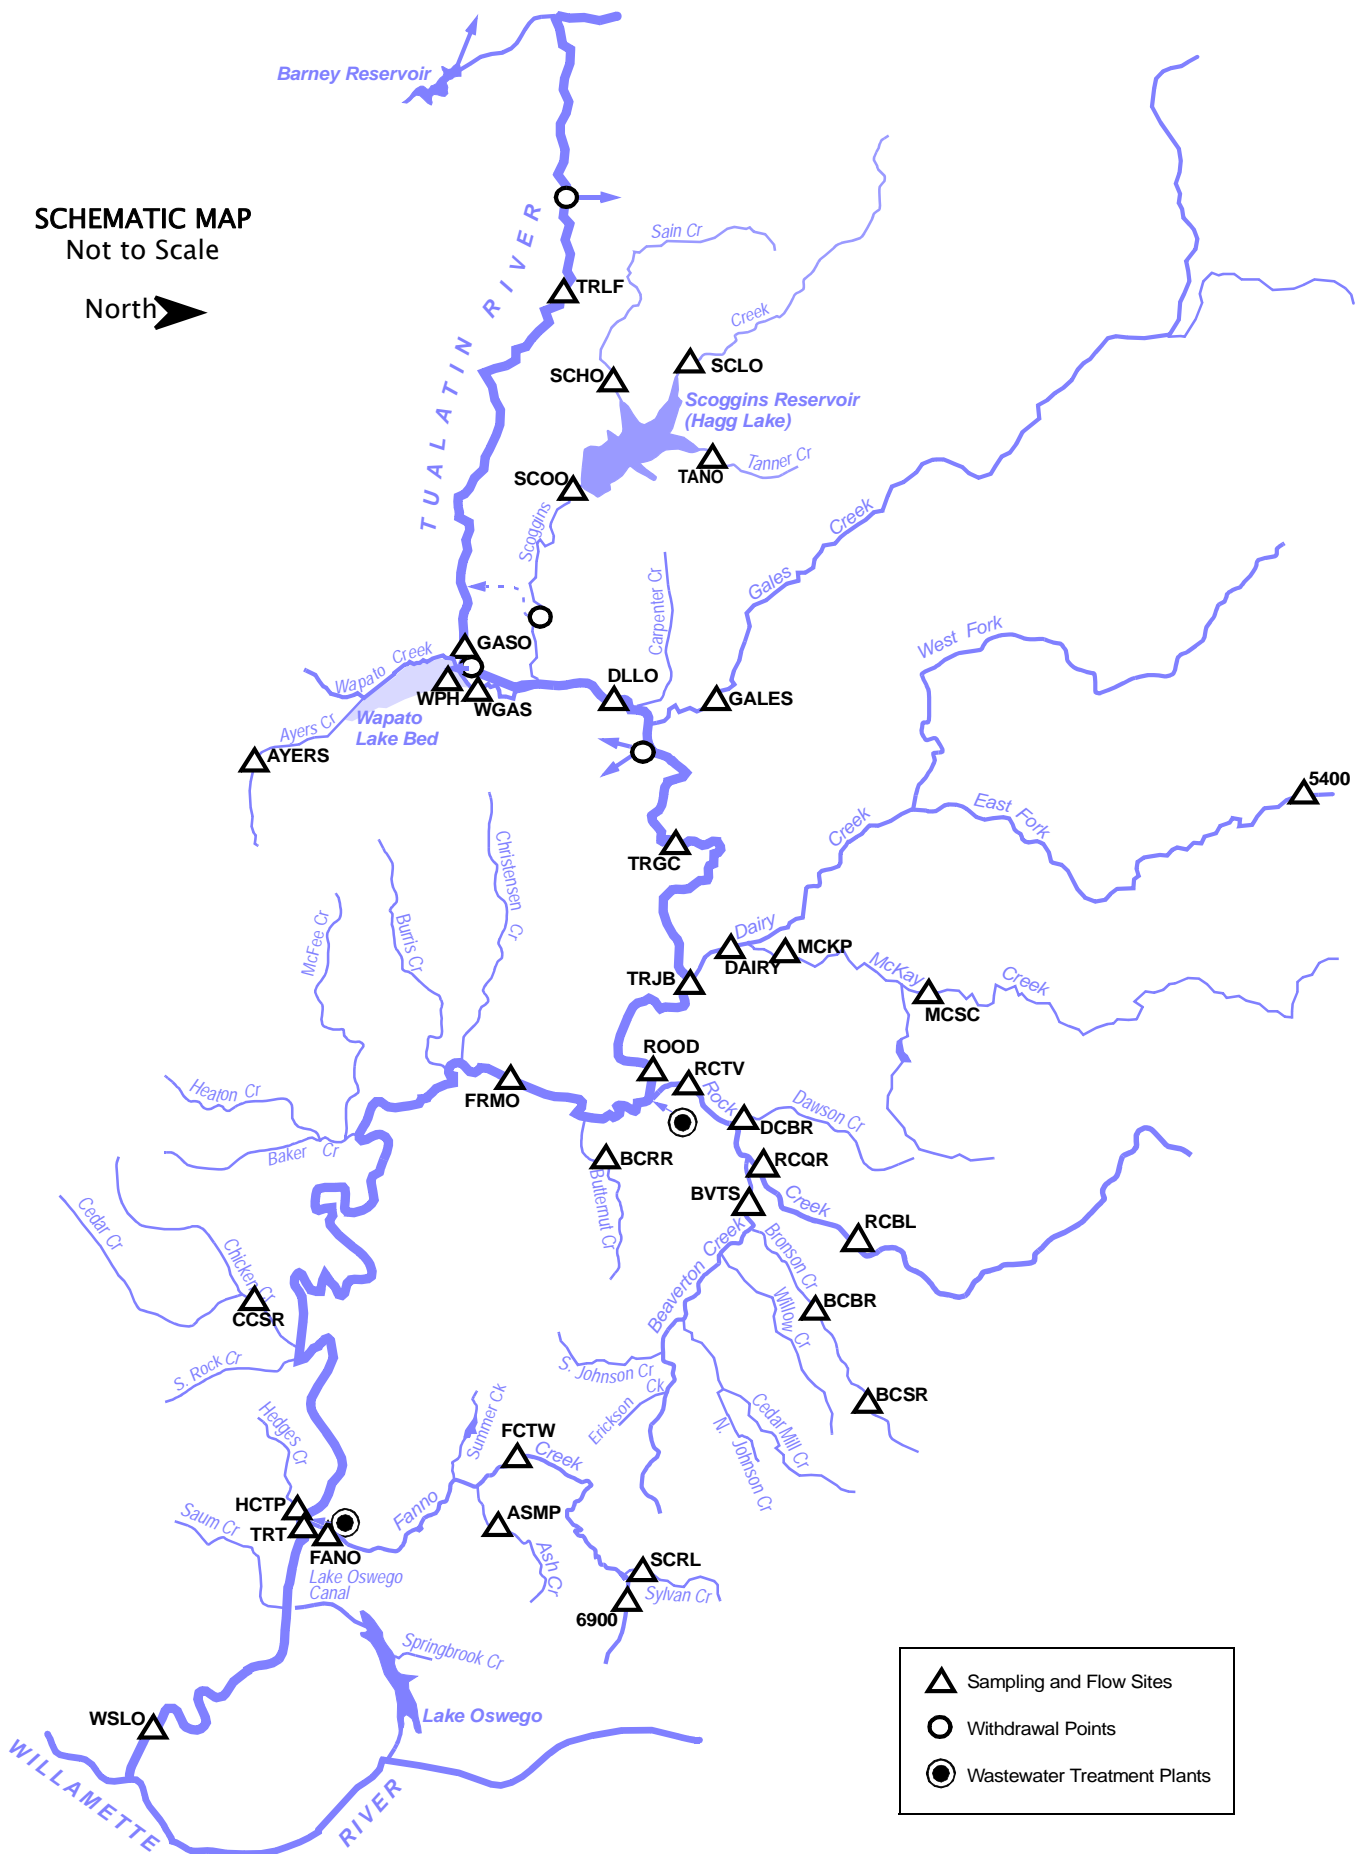 Barney Reservoir
SCHEMATIC MAP
Not to Scale
North
TUALATIN RIVER
TRLF
Sain Cr
Creek
SCHO
SCLO
Scoggins Reservoir
(Hagg Lake)
TANO
Tanner Cr
SCOO
Scoggins
Carpenter Cr
Gales
Creek
West Fork
GASO
Wapato Creek
WPH
WGAS
DLLO
GALES
Wapato
Lake Bed
Ayers Cr
AYERS
5400
East Fork
Creek
TRGC
Christensen Cr
Burris Cr
McFee Cr
Dairy
DAIRY
MCKP
McKay
Creek
MCSC
TRJB
ROOD
RCTV
Rock
FRMO
DCBR
Dawson Cr
Heaton Cr
Baker Cr
BCRR
Butternut Cr
RCQR
BVTS
Creek
RCBL
Beaverton Creek
Bronson Cr
Willow Cr
BCBR
BCSR
Cedar Cr
Chicken Cr
CCSR
S. Rock Cr
S. Johnson Cr
Erickson Ck
Cedar Mill Cr
N. Johnson Cr
Hedges Cr
Summer Ck
FCTW
Creek
Fanno
ASMP
Ash Cr
HCTP
TRT
FANO
Saum Cr
Lake Oswego
Canal
SCRL
Sylvan Cr
6900
Springbrook Cr
Lake Oswego
WSLO
WILLAMETTE
RIVER
Sampling and Flow Sites
Withdrawal Points
Wastewater Treatment Plants